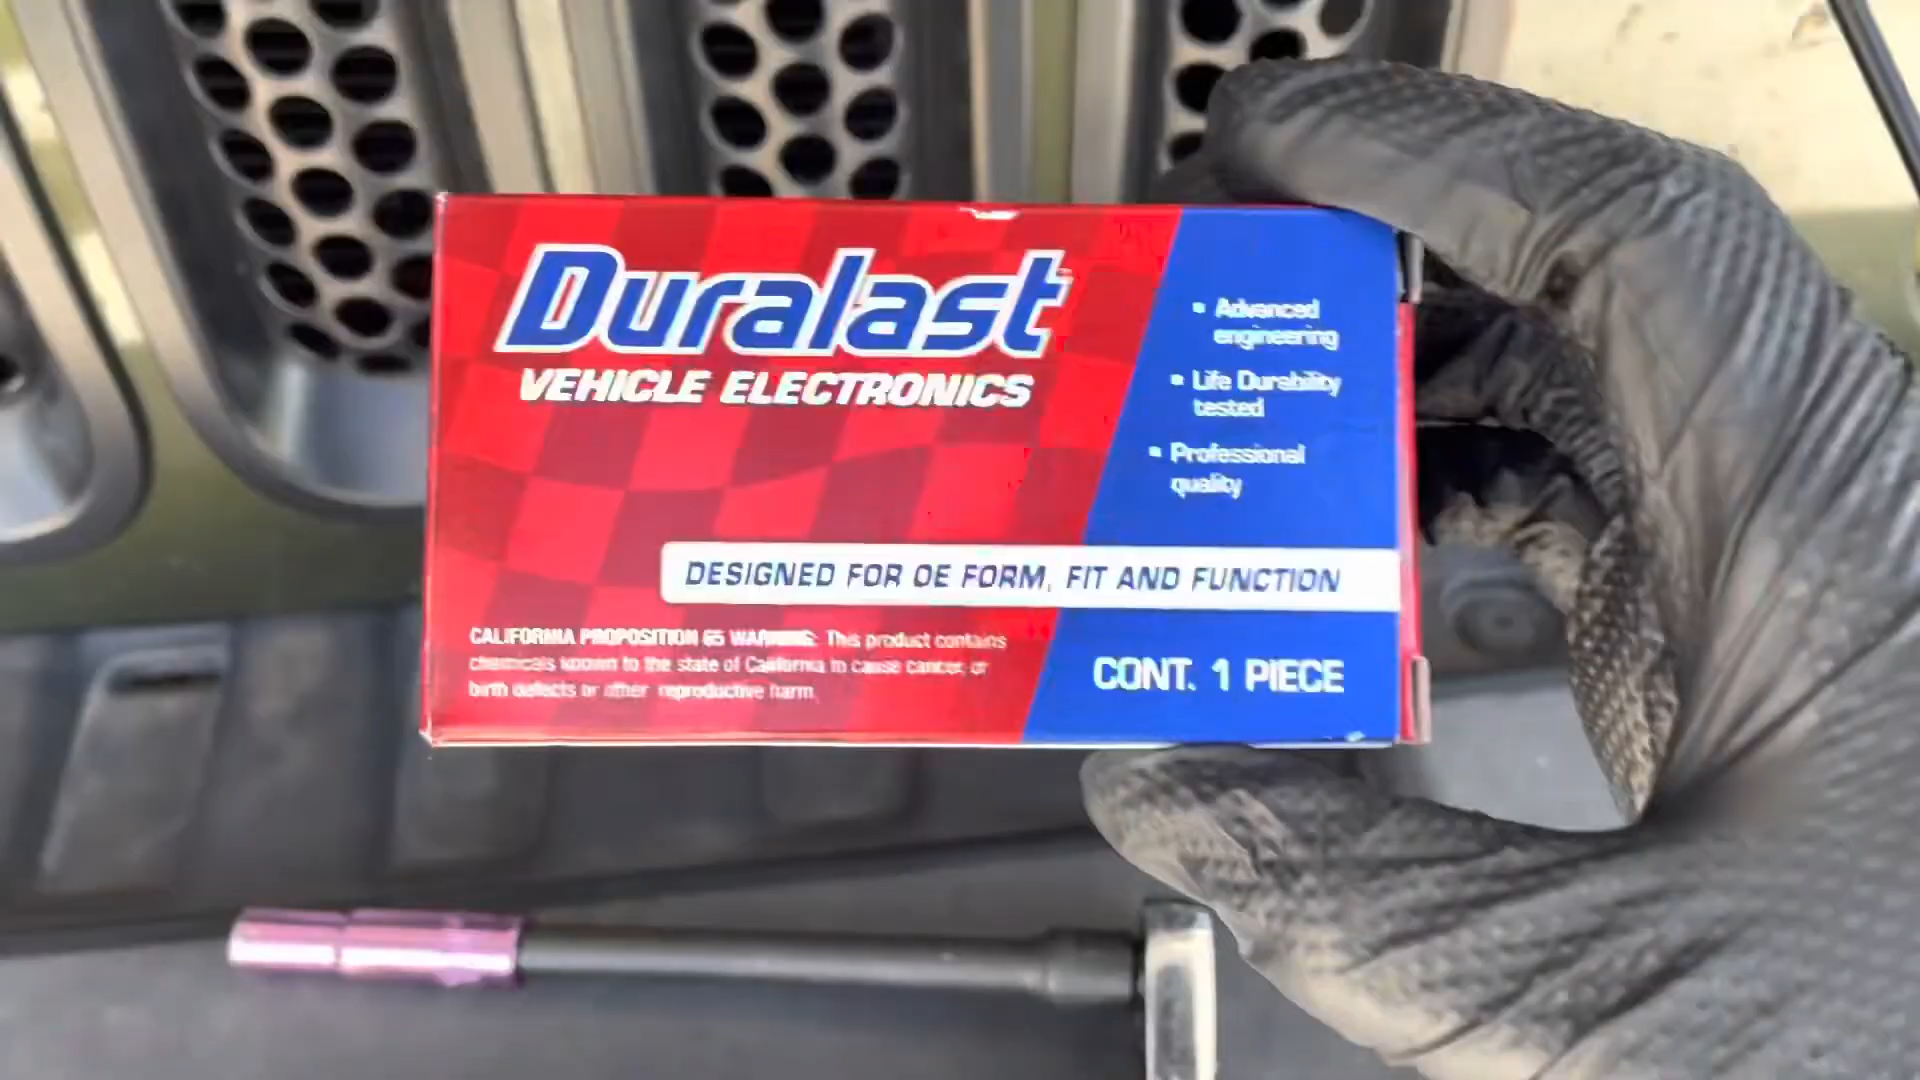 Duralast
VEHICLE ELECTRONICS
▪ Advanced
engineering
▪ Life Durability
tested
▪ Professional
quality
DESIGNED FOR OE FORM, FIT AND FUNCTION
CALIFORNIA PROPOSITION 65 WARNING: This product contains
chemicals known to the state of California to cause cancer, or
birth defects or other reproductive harm.
CONT. 1 PIECE